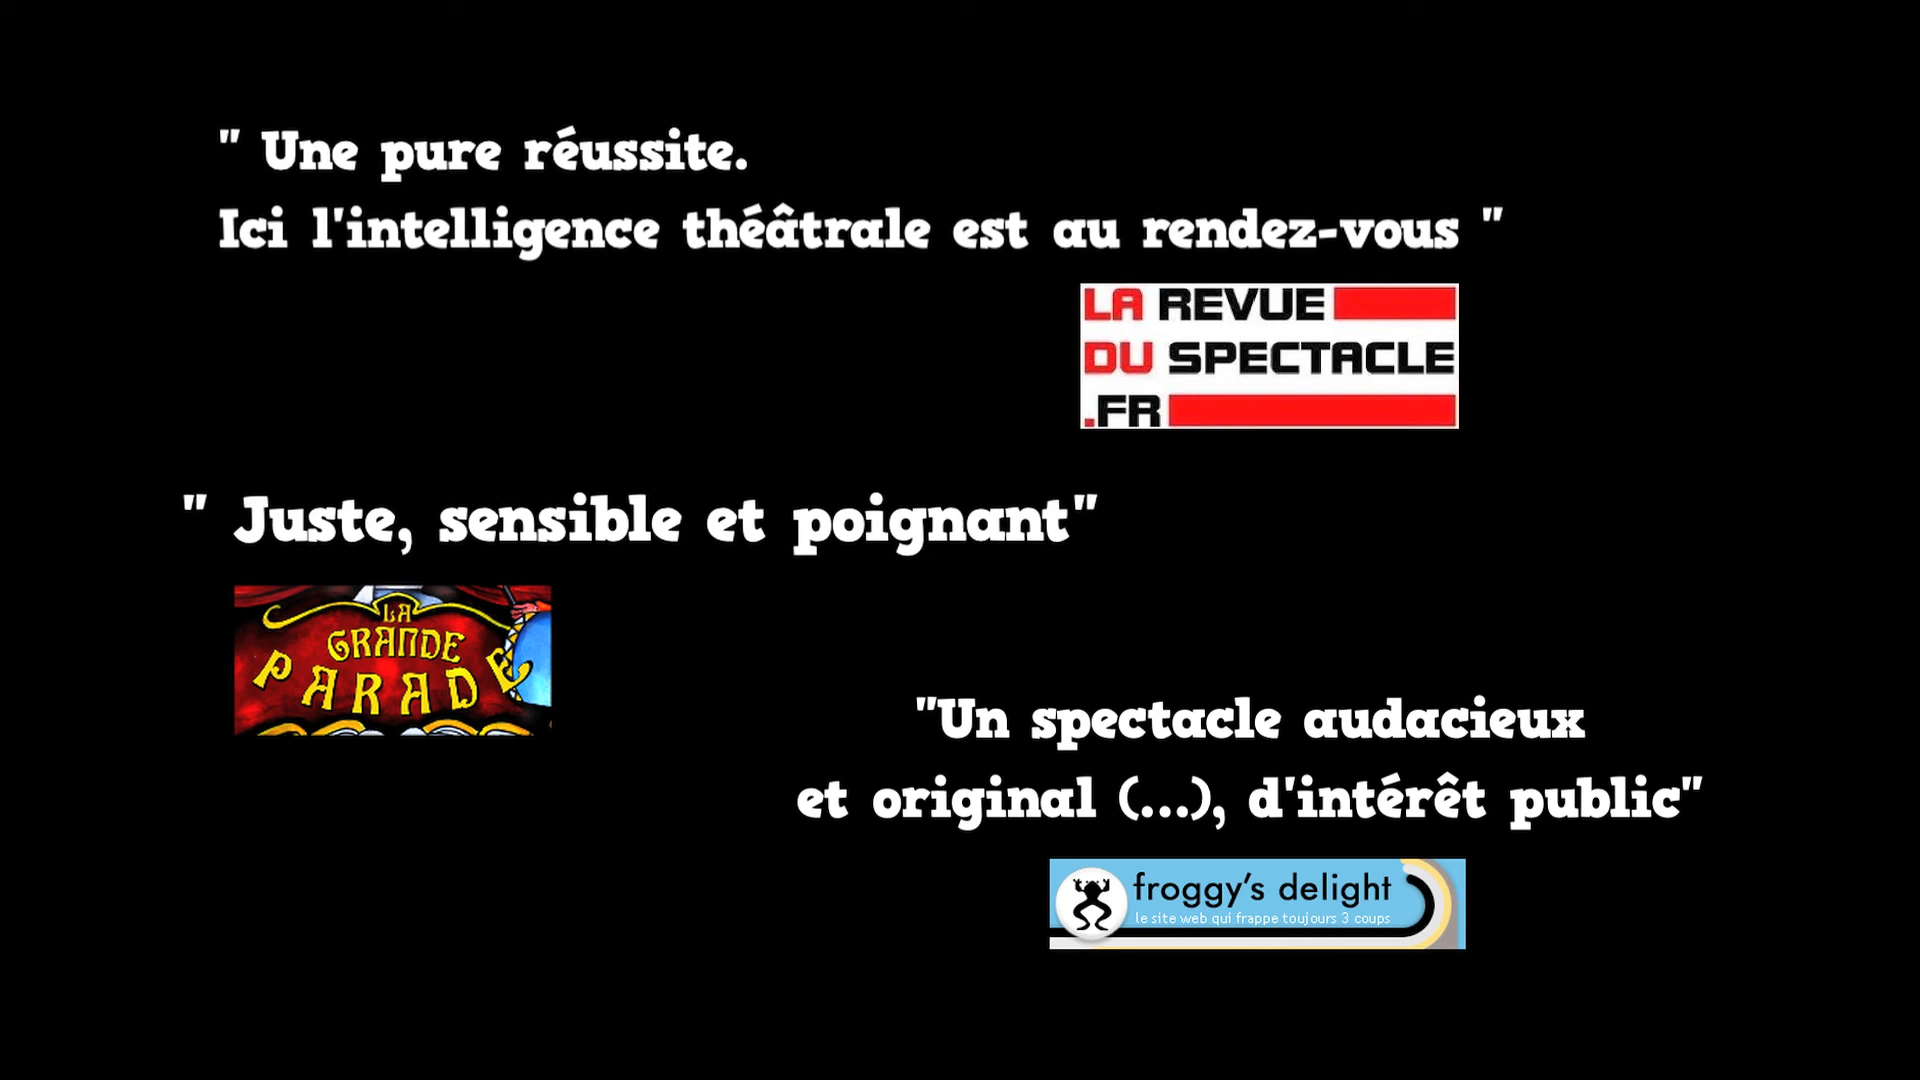 " Une pure réussite.
Ici l'intelligence théâtrale est au rendez-vous "
LA REVUE
DU SPECTACLE
.FR
" Juste, sensible et poignant"
LA
GRANDE
PARADE
"Un spectacle audacieux
et original (...), d'intérêt public"
froggy's delight
le site web qui frappe toujours 3 coups